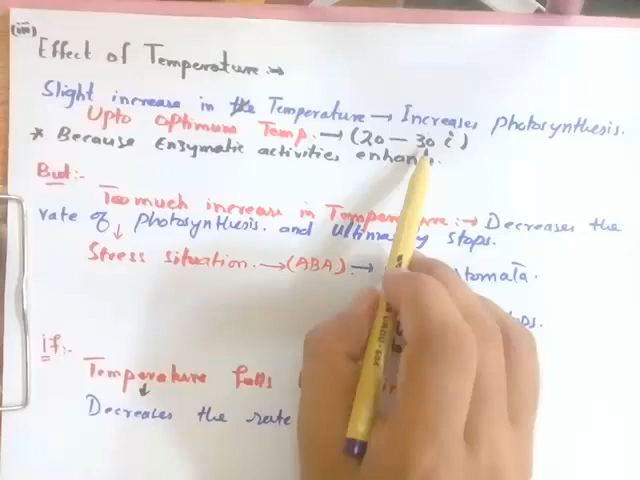 (iii)
Effect of Temperature:→
Slight increase in the Temperature → Increases photosynthesis.
Upto optimum Temp. → (20 — 30 i)
* Because Enzymatic activities enhan
But:-
Too much increase in Temperature :→ Decreases the
rate of photosynthesis. and Ultima y stops.
↓
Stress situation. → (ABA) → stomata.
if:-
Temperature falls
↓
Decreases the rate